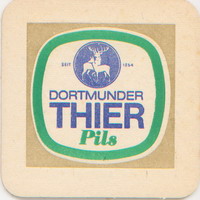 SEIT 1854
DORTMUNDER
THIER
Pils